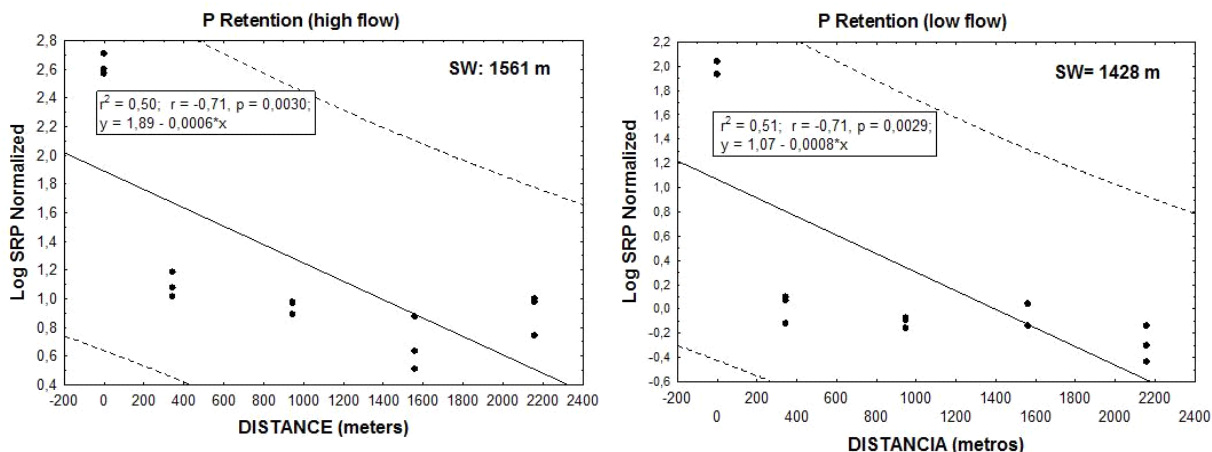 P Retention (high flow)
Log SRP Normalized
2,8
2,6
2,4
2,2
2,0
1,8
1,6
1,4
1,2
1,0
0,8
0,6
0,4
SW: 1561 m
r² = 0,50; r = -0,71, p = 0,0030;
y = 1,89 - 0,0006*x
-200 0 200 400 600 800 1000 1200 1400 1600 1800 2000 2200 2400
DISTANCE (meters)
P Retention (low flow)
Log SRP Normalized
2,2
2,0
1,8
1,6
1,4
1,2
1,0
0,8
0,6
0,4
0,2
0,0
-0,2
-0,4
-0,6
SW= 1428 m
r² = 0,51; r = -0,71, p = 0,0029;
y = 1,07 - 0,0008*x
-200 200 600 1000 1400 1800 2200
0 400 800 1200 1600 2000 2400
DISTANCIA (metros)